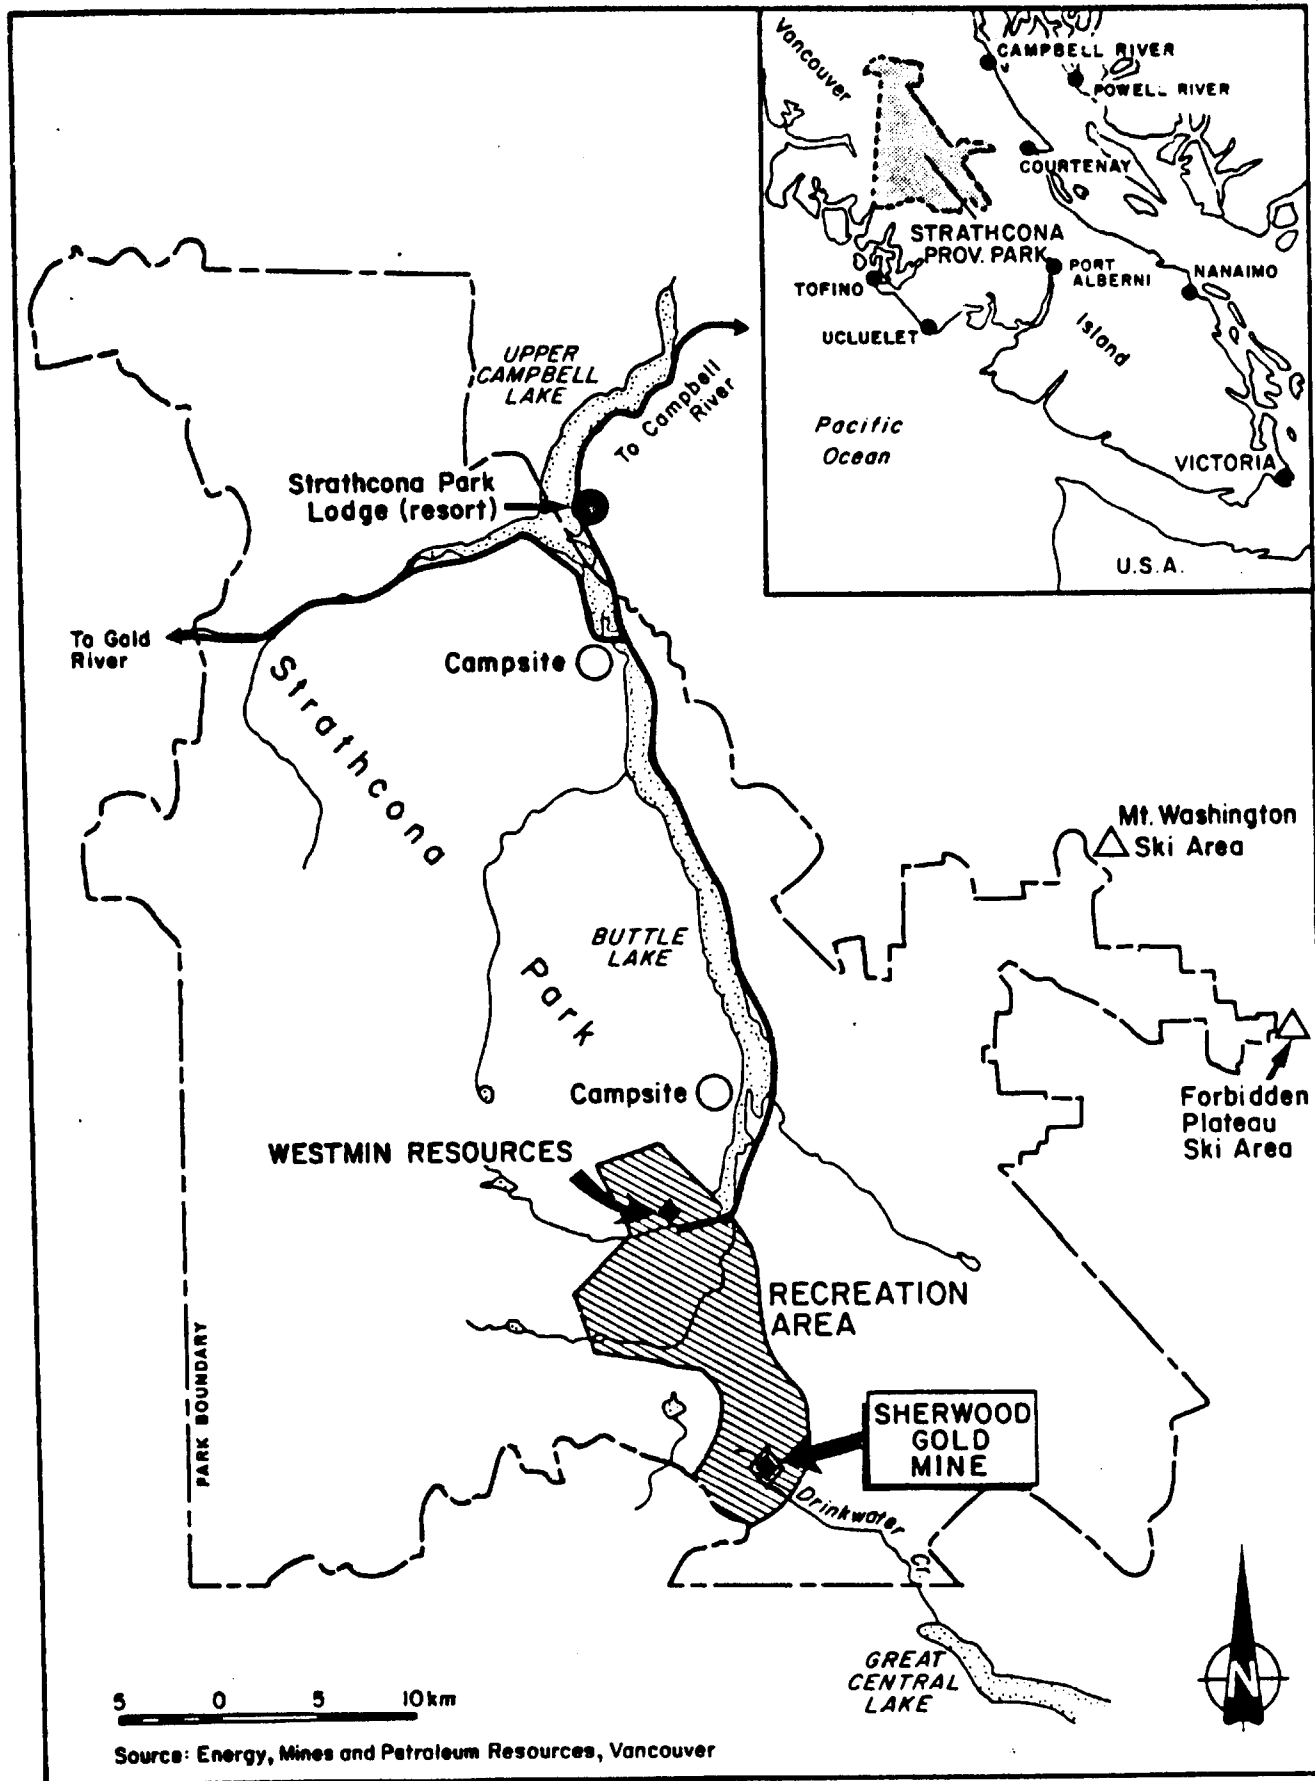 Vancouver
CAMPBELL RIVER
POWELL RIVER
COURTENAY
STRATHCONA
PROV. PARK
PORT
ALBERNI
NANAIMO
TOFINO
UCLUELET
Island
Pacific
Ocean
VICTORIA
U.S.A.
UPPER
CAMPBELL
LAKE
To Campbell
River
Strathcona Park
Lodge (resort)
To Gold
River
Campsite
Strathcona
Park
Mt. Washington
Ski Area
BUTTLE
LAKE
Forbidden
Plateau
Ski Area
Campsite
WESTMIN RESOURCES
RECREATION
AREA
PARK BOUNDARY
SHERWOOD
GOLD
MINE
Drinkwater Cr.
GREAT
CENTRAL
LAKE
N
5 0 5 10km
Source: Energy, Mines and Petroleum Resources, Vancouver